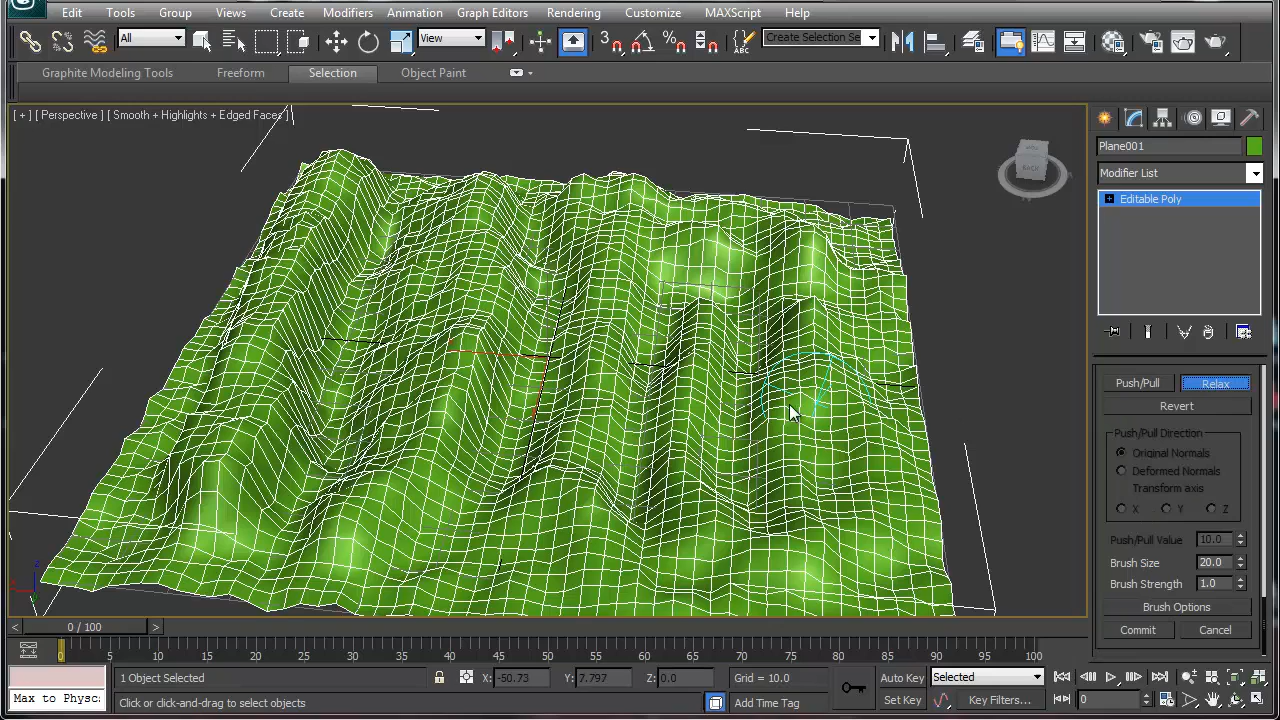 Edit Tools Group Views Create Modifiers Animation Graph Editors Rendering Customize MAXScript Help
All View Create Selection Se
Graphite Modeling Tools Freeform Selection Object Paint
[ + ] [ Perspective ] [ Smooth + Highlights + Edged Faces ]
Plane001
Modifier List
Editable Poly
Push/Pull Relax
Revert
Push/Pull Direction
Original Normals
Deformed Normals
Transform axis
X Y Z
Push/Pull Value 10.0
Brush Size 20.0
Brush Strength 1.0
Brush Options
Commit Cancel
< 0 / 100 >
0 5 10 15 20 25 30 35 40 45 50 55 60 65 70 75 80 85 90 95 100
1 Object Selected X: -50.73 Y: 7.797 Z: 0.0 Grid = 10.0 Auto Key Selected
Max to Physc Click or click-and-drag to select objects Add Time Tag Set Key Key Filters... 0